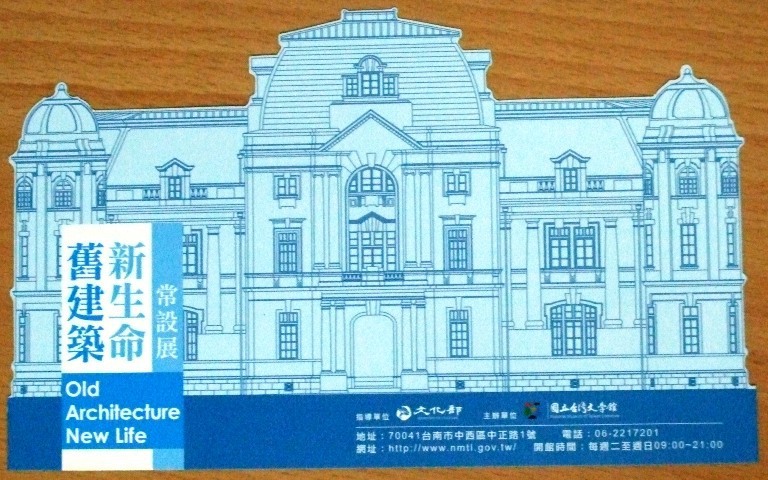 舊建築
新生命
常設展
Old
Architecture
New Life
指導單位 文化部 主辦單位 國立台灣文學館
地址：70041台南市中西區中正路1號 電話：06-2217201
網址：http://www.nmtl.gov.tw/ 開館時間：每週二至週日09:00~21:00